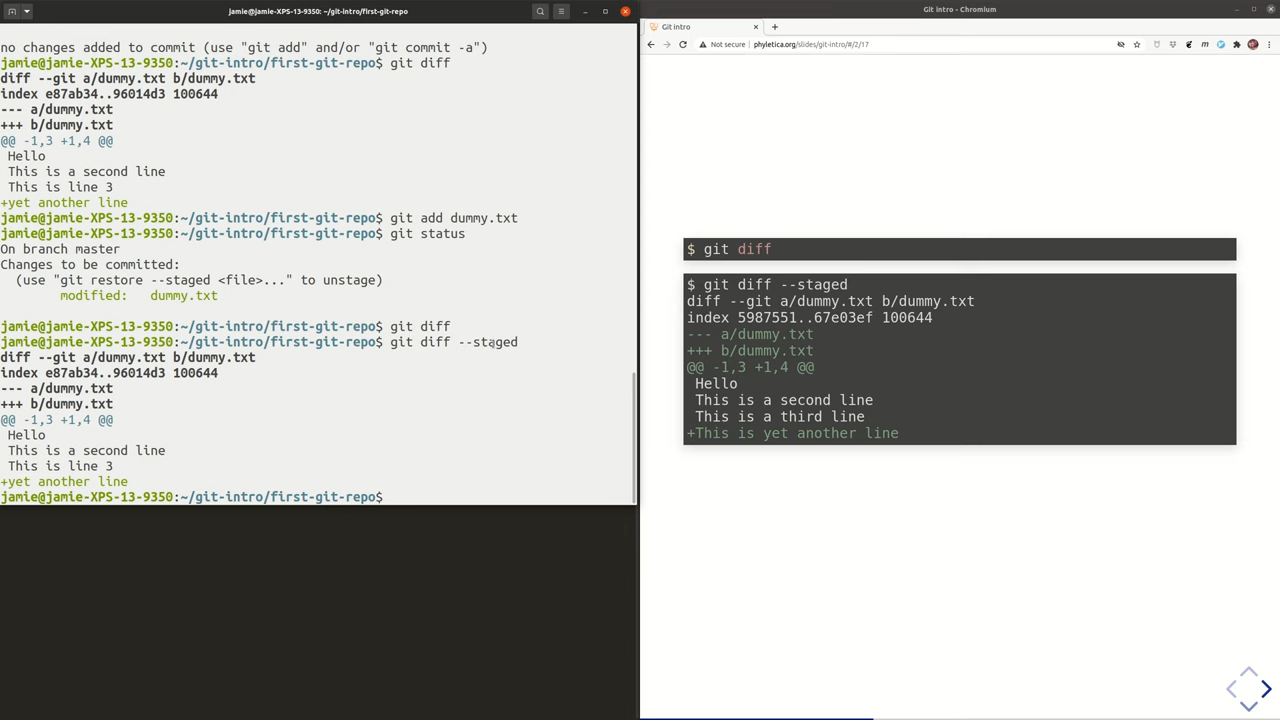 jamie@jamie-XPS-13-9350: ~/git-intro/first-git-repo
no changes added to commit (use "git add" and/or "git commit -a")
jamie@jamie-XPS-13-9350:~/git-intro/first-git-repo$ git diff
diff --git a/dummy.txt b/dummy.txt
index e87ab34..96014d3 100644
--- a/dummy.txt
+++ b/dummy.txt
@@ -1,3 +1,4 @@
 Hello
 This is a second line
 This is line 3
+yet another line
jamie@jamie-XPS-13-9350:~/git-intro/first-git-repo$ git add dummy.txt
jamie@jamie-XPS-13-9350:~/git-intro/first-git-repo$ git status
On branch master
Changes to be committed:
  (use "git restore --staged <file>..." to unstage)
        modified:   dummy.txt
jamie@jamie-XPS-13-9350:~/git-intro/first-git-repo$ git diff
jamie@jamie-XPS-13-9350:~/git-intro/first-git-repo$ git diff --staged
diff --git a/dummy.txt b/dummy.txt
index e87ab34..96014d3 100644
--- a/dummy.txt
+++ b/dummy.txt
@@ -1,3 +1,4 @@
 Hello
 This is a second line
 This is line 3
+yet another line
jamie@jamie-XPS-13-9350:~/git-intro/first-git-repo$
Git intro - Chromium
Git intro
Not secure | phyletica.org/slides/git-intro/#/2/17
$ git diff
$ git diff --staged
diff --git a/dummy.txt b/dummy.txt
index 5987551..67e03ef 100644
--- a/dummy.txt
+++ b/dummy.txt
@@ -1,3 +1,4 @@
 Hello
 This is a second line
 This is a third line
+This is yet another line